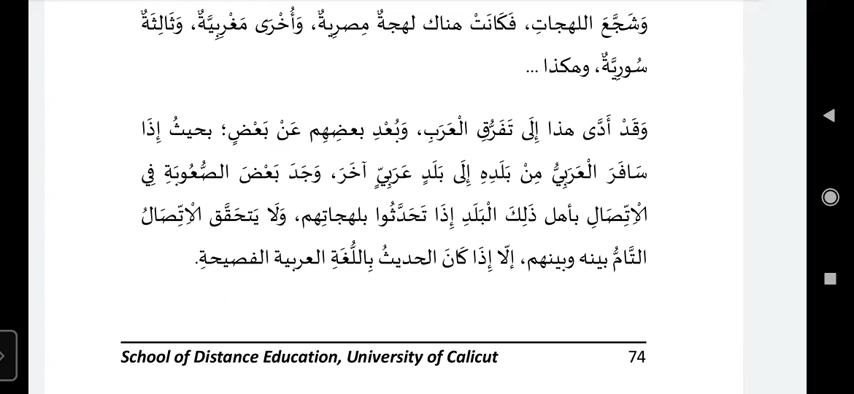 وَشَجَّعَ اللهجاتِ، فَكَانَتْ هناك لهجةٌ مِصريةٌ، وَأُخْرَى مَغْرِبِيَّةٌ، وَثَالِثَةٌ
سُورِيَّةٌ، وهكذا ...
وَقَدْ أَدَّى هذا إِلَى تَفَرُّقِ الْعَرَبِ، وَبُعْدِ بعضِهِم عَنْ بَعْضٍ؛ بحيثُ إِذَا
سَافَرَ الْعَرَبِيُّ مِنْ بَلَدِهِ إِلَى بَلَدٍ عَرَبِيٍّ آخَرَ، وَجَدَ بَعْضَ الصُّعُوبَةِ فِي
الْاِتِّصَالِ بأهل ذَلِكَ الْبَلَدِ إِذَا تَحَدَّثُوا بلهجاتِهم، وَلَا يَتحَقَّق الْاِتِّصَالُ
التَّامُّ بينه وبينهم، إلّا إِذَا كَانَ الحديثُ بِاللُّغَةِ العربية الفصيحةِ.
School of Distance Education, University of Calicut 74